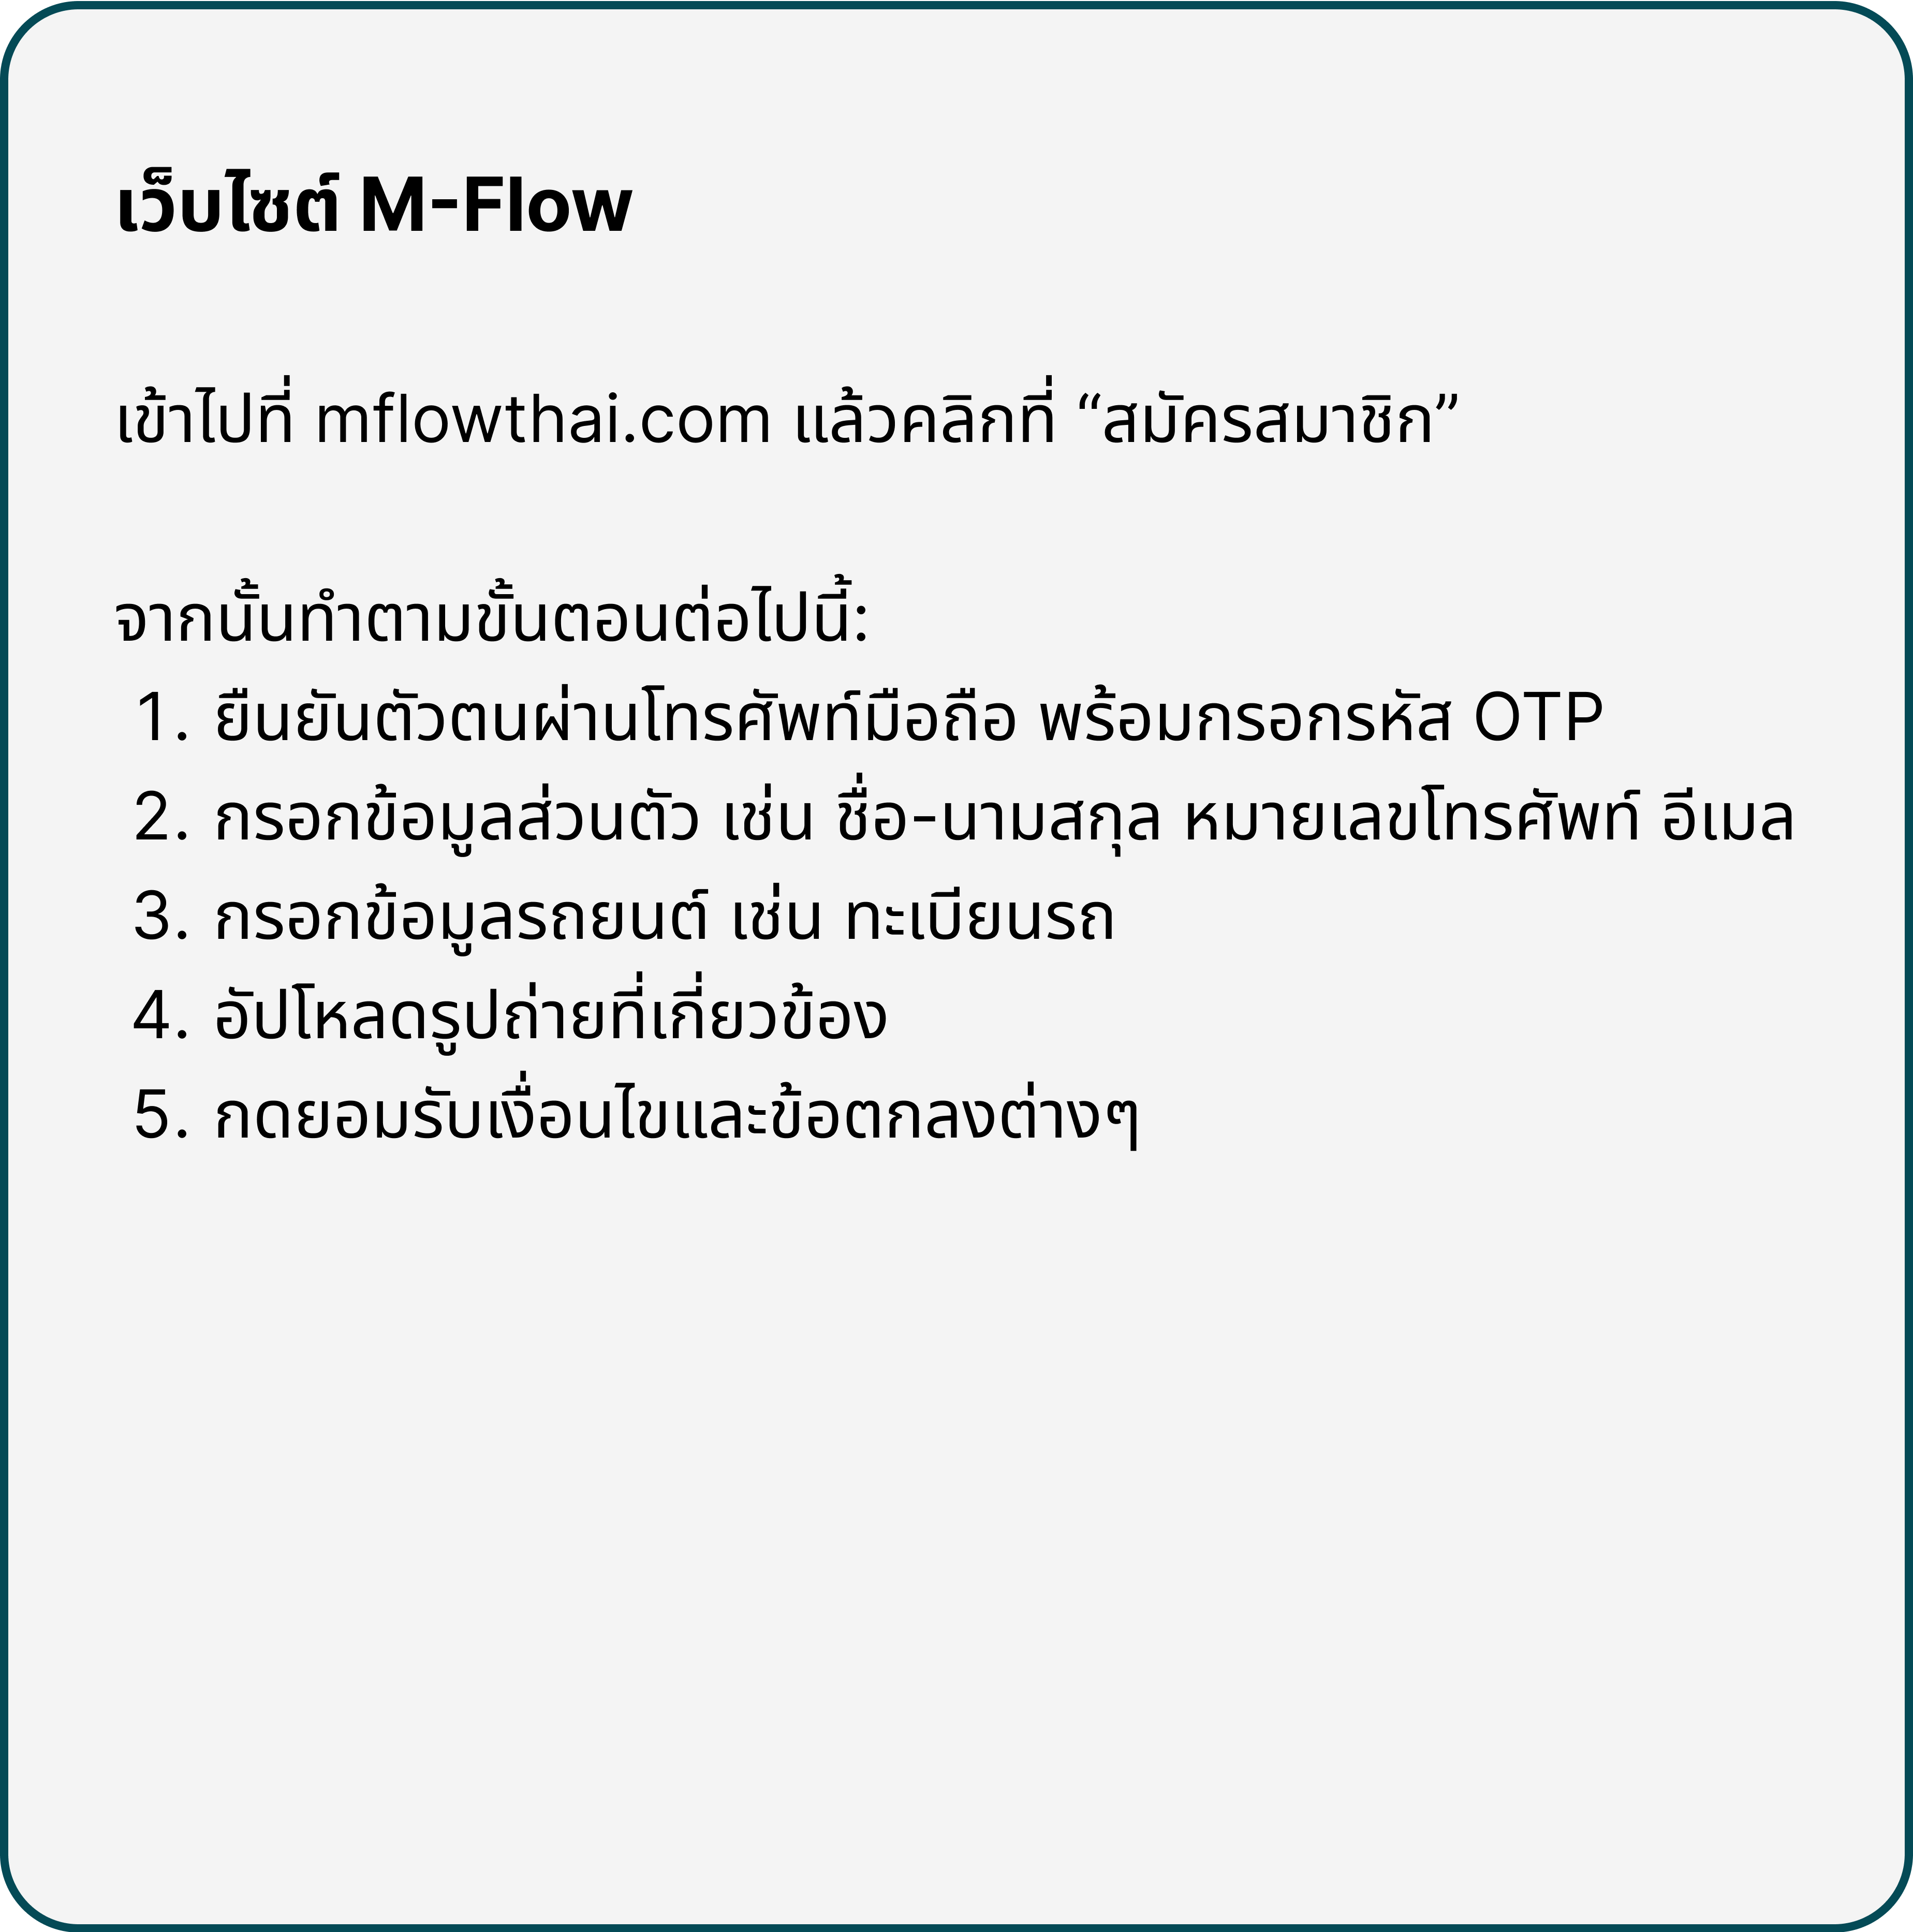 เว็บไซต์ M-Flow
เข้าไปที่ mflowthai.com แล้วคลิกที่ “สมัครสมาชิก”
จากนั้นทำตามขั้นตอนต่อไปนี้:
1. ยืนยันตัวตนผ่านโทรศัพท์มือถือ พร้อมกรอกรหัส OTP
2. กรอกข้อมูลส่วนตัว เช่น ชื่อ-นามสกุล หมายเลขโทรศัพท์ อีเมล
3. กรอกข้อมูลรถยนต์ เช่น ทะเบียนรถ
4. อัปโหลดรูปถ่ายที่เกี่ยวข้อง
5. กดยอมรับเงื่อนไขและข้อตกลงต่างๆ